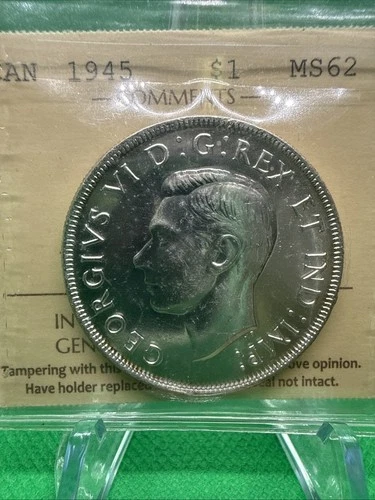 CAN 1945 $1 MS62
COMMENTS
GEORGIVS VI D:G:REX ET IND:IMP:
IN
GEN
Tampering with the ove opinion.
Have holder replaced al not intact.